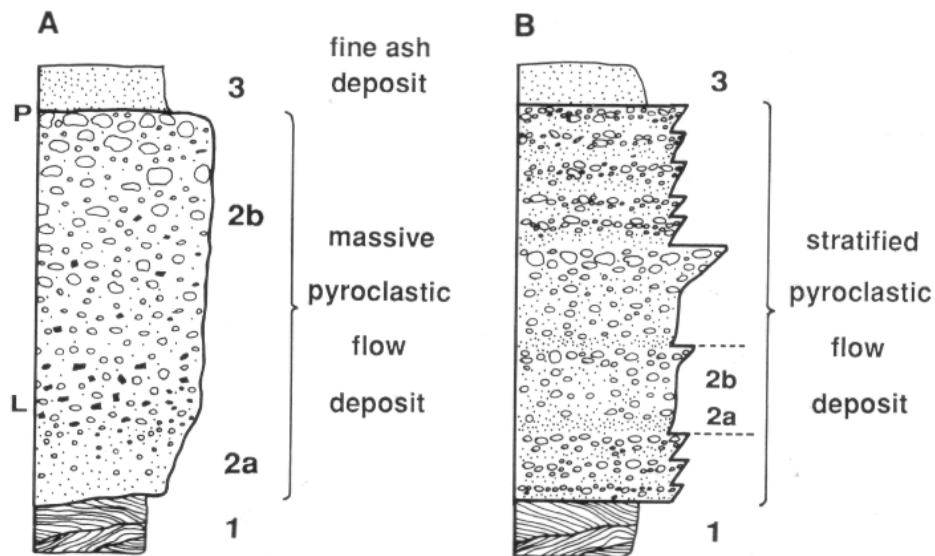 A
fine ash
deposit
3
P
2b
massive
pyroclastic
flow
deposit
L
2a
1
B
3
stratified
pyroclastic
flow
deposit
2b
2a
1